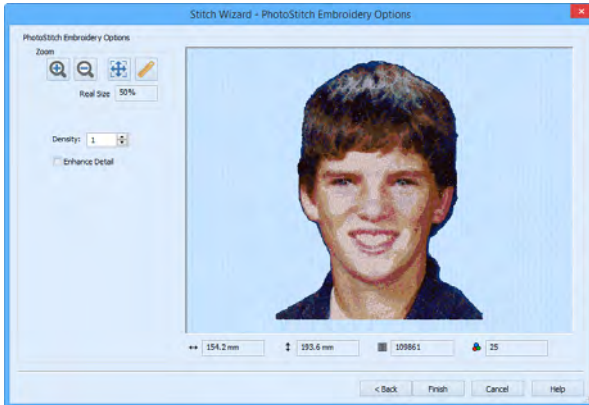 Stitch Wizard - PhotoStitch Embroidery Options
PhotoStitch Embroidery Options
Zoom
Real Size 50%
Density: 1
Enhance Detail
154.2 mm 193.6 mm 109861 25
< Back Finish Cancel Help